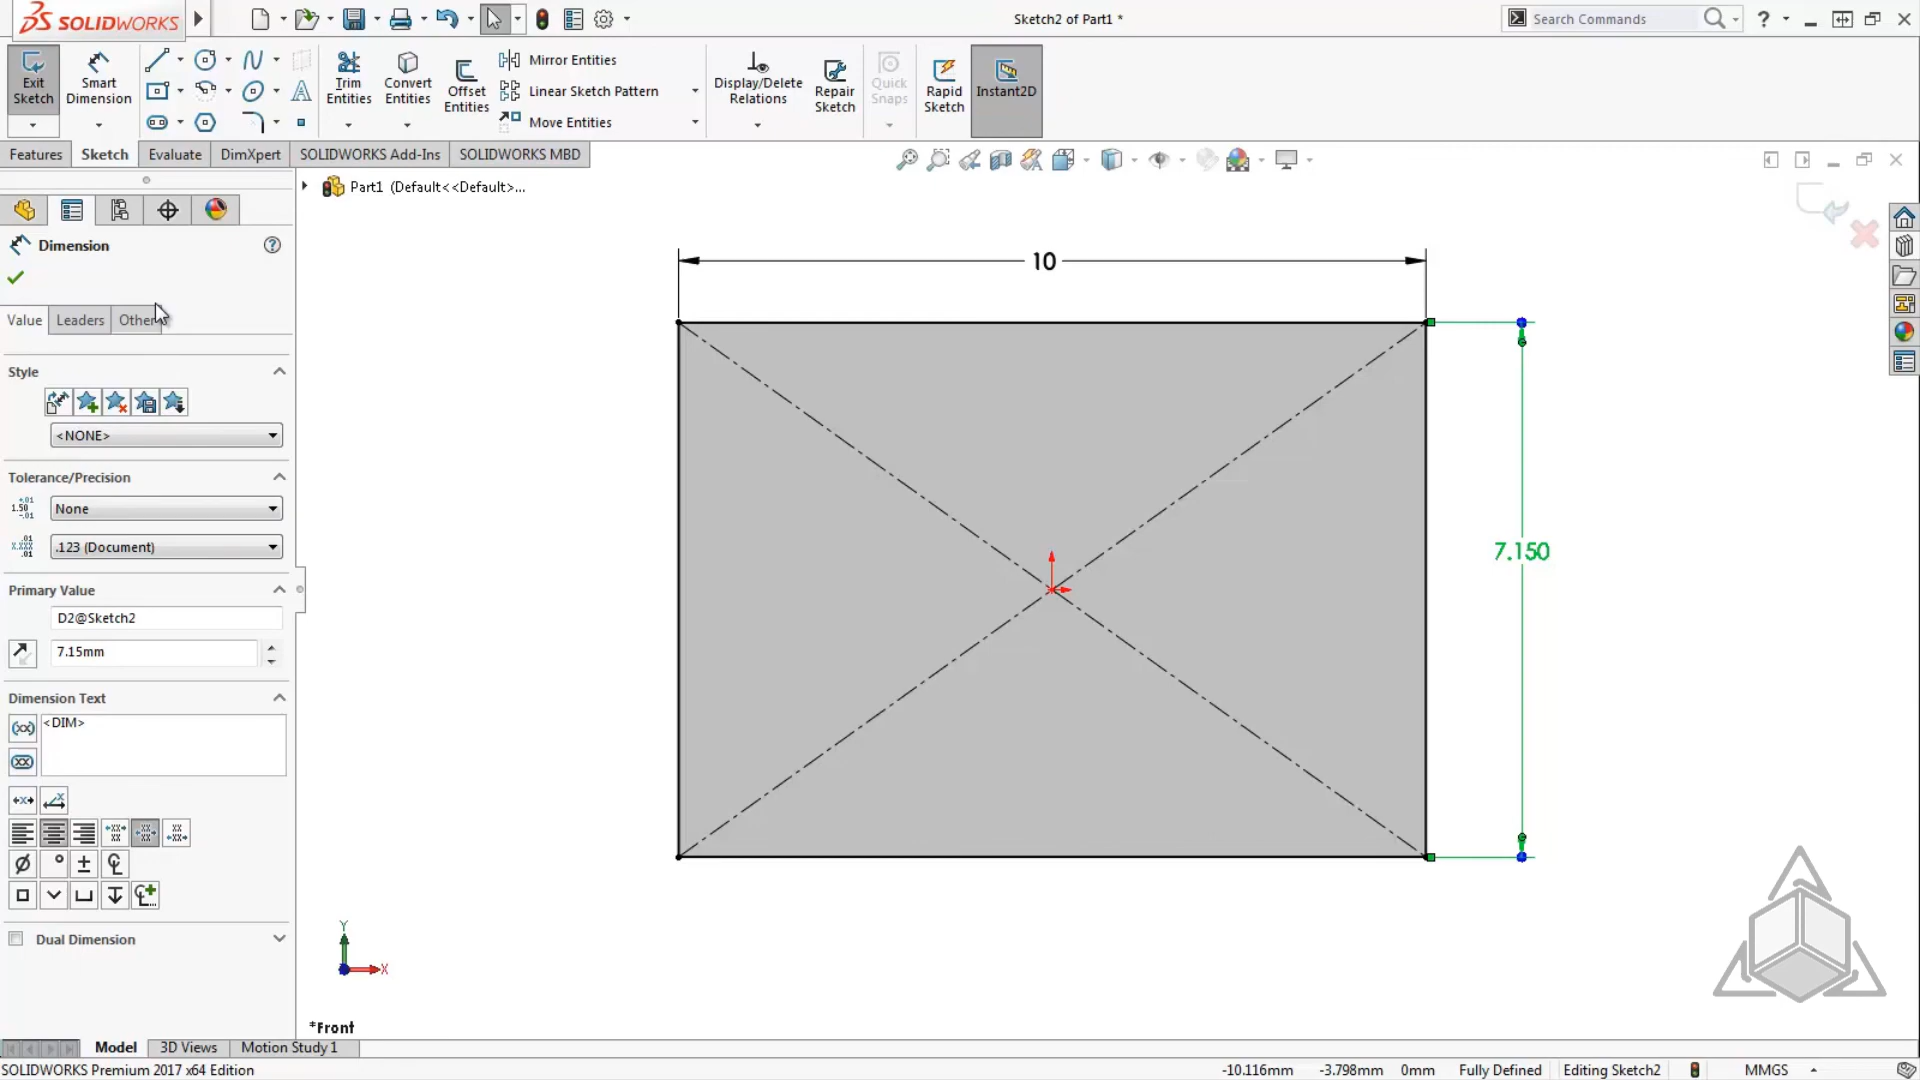 SOLIDWORKS
Sketch2 of Part1 *
Search Commands
?
Exit Sketch
Smart Dimension
Trim Entities
Convert Entities
Offset Entities
Mirror Entities
Linear Sketch Pattern
Move Entities
Display/Delete Relations
Repair Sketch
Quick Snaps
Rapid Sketch
Instant2D
Features
Sketch
Evaluate
DimXpert
SOLIDWORKS Add-Ins
SOLIDWORKS MBD
Part1 (Default<<Default>...
Dimension
?
Value
Leaders
Other
Style
<NONE>
Tolerance/Precision
None
.123 (Document)
Primary Value
D2@Sketch2
7.15mm
Dimension Text
<DIM>
Dual Dimension
10
7.150
Y
X
*Front
Model
3D Views
Motion Study 1
SOLIDWORKS Premium 2017 x64 Edition
-10.116mm
-3.798mm
0mm
Fully Defined
Editing Sketch2
MMGS